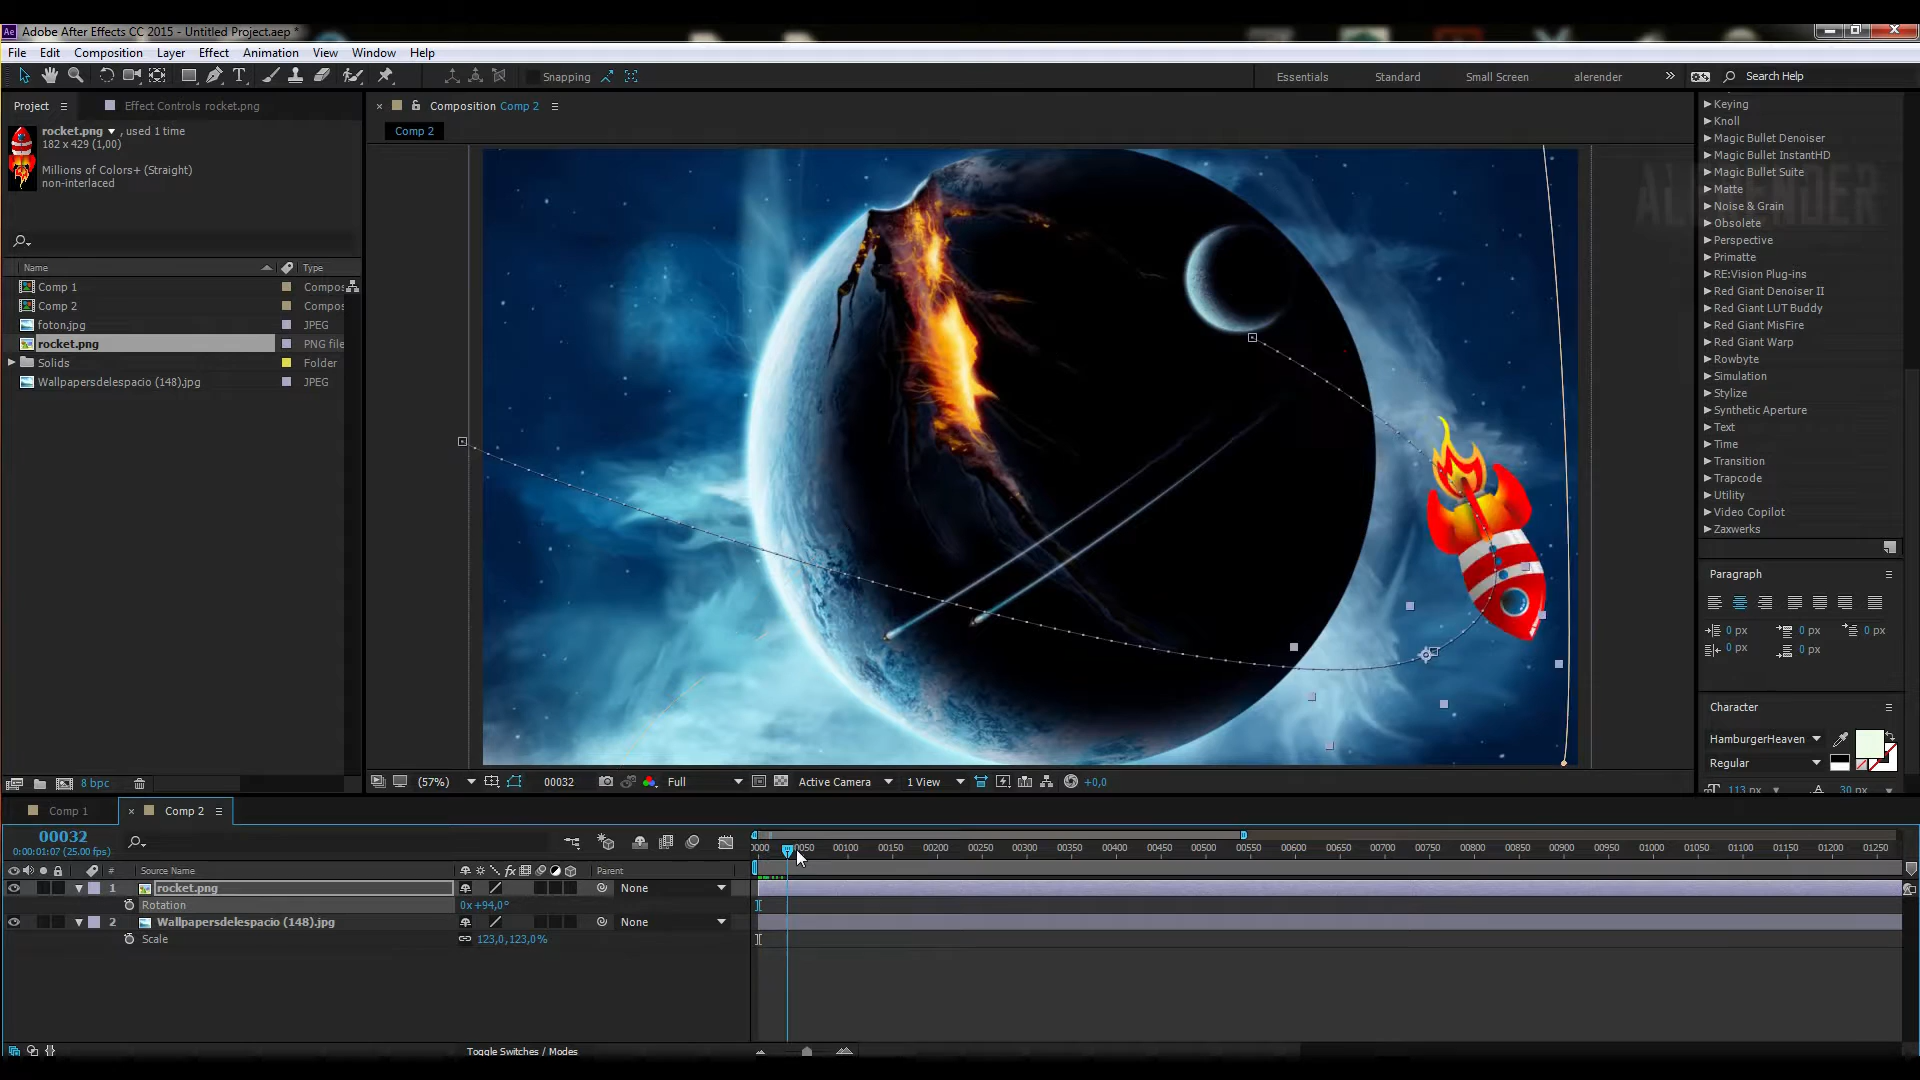 Adobe After Effects CC 2015 - Untitled Project.aep *
File Edit Composition Layer Effect Animation View Window Help
Snapping
Essentials Standard Small Screen alerender Search Help
Project Effect Controls rocket.png
Composition Comp 2
Comp 2
rocket.png , used 1 time
182 x 429 (1,00)
Millions of Colors+ (Straight)
non-interlaced
Name Type
Comp 1 Compos
Comp 2 Compos
foton.jpg JPEG
rocket.png PNG file
Solids Folder
Wallpapersdelespacio (148).jpg JPEG
8 bpc
(57%) 00032 Full Active Camera 1 View +0,0
Keying
Knoll
Magic Bullet Denoiser
Magic Bullet InstantHD
Magic Bullet Suite
Matte
Noise & Grain
Obsolete
Perspective
Primatte
RE:Vision Plug-ins
Red Giant Denoiser II
Red Giant LUT Buddy
Red Giant MisFire
Red Giant Warp
Rowbyte
Simulation
Stylize
Synthetic Aperture
Text
Time
Transition
Trapcode
Utility
Video Copilot
Zaxwerks
Paragraph
0 px 0 px 0 px
0 px 0 px
Character
HamburgerHeaven
Regular
113 px 30 px
Comp 1 Comp 2
00032
0:00:01:07 (25.00 fps)
0000 00050 00100 00150 00200 00250 00300 00350 00400 00450 00500 00550 00600 00650 00700 00750 00800 00850 00900 00950 01000 01050 01100 01150 01200 01250
# Source Name fx Parent
1 rocket.png None
Rotation 0x+94,0°
2 Wallpapersdelespacio (148).jpg None
Scale 123,0,123,0%
Toggle Switches / Modes